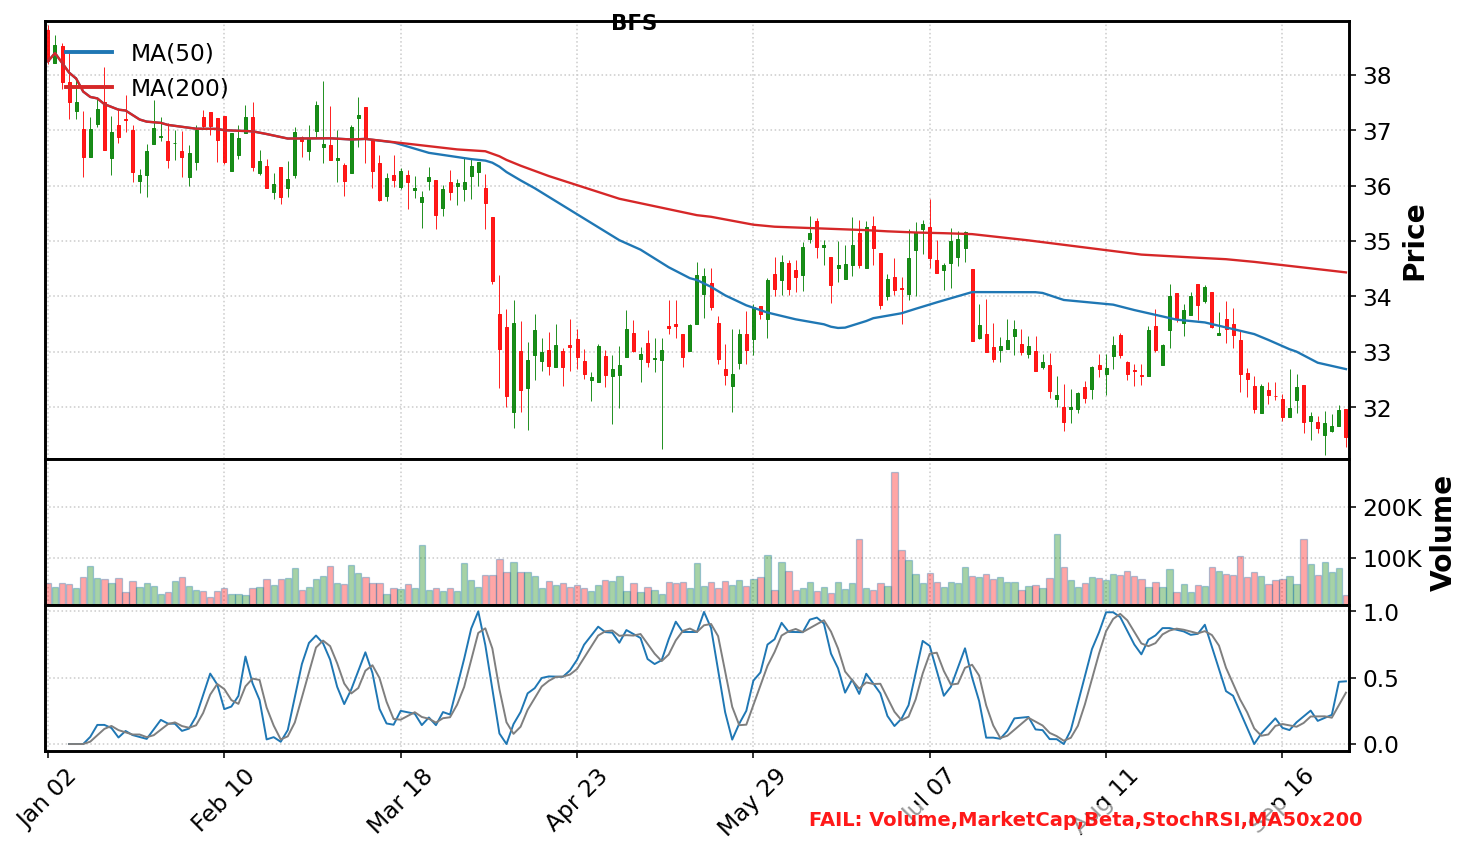 BFS
MA(50)
MA(200)
38
37
36
35
34
33
32
Price
200K
100K
Volume
1.0
0.5
0.0
Jan 02
Feb 10
Mar 18
Apr 23
May 29
Jul 07
Aug 11
Sep 16
FAIL: Volume,MarketCap,Beta,StochRSI,MA50x200